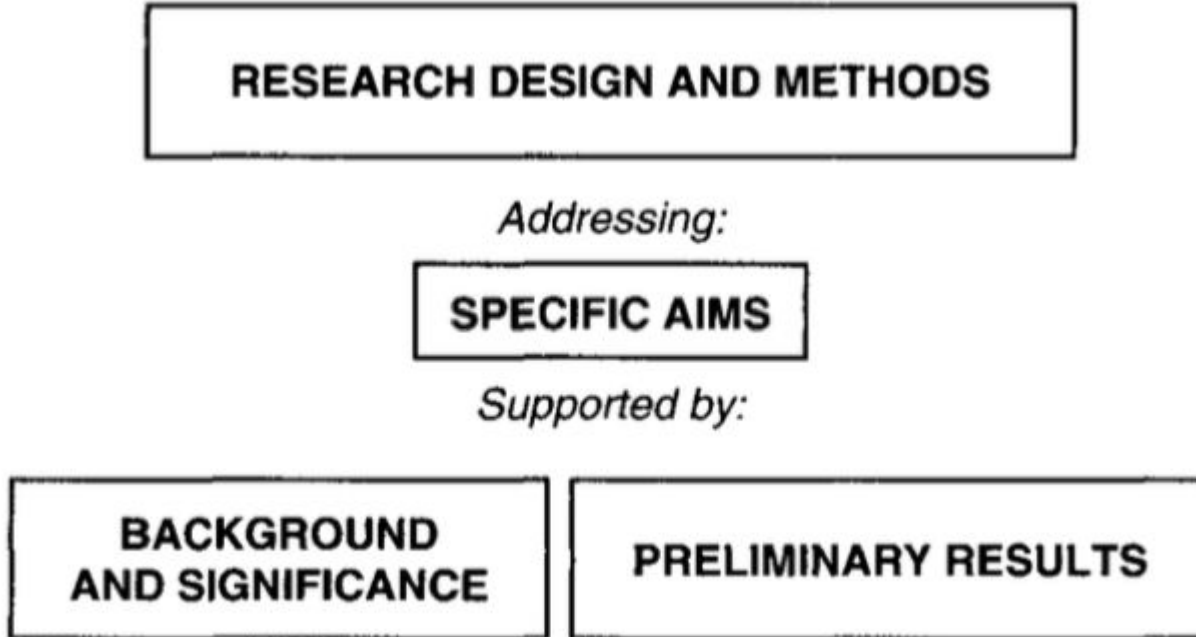 RESEARCH DESIGN AND METHODS
Addressing:
SPECIFIC AIMS
Supported by:
BACKGROUND
AND SIGNIFICANCE
PRELIMINARY RESULTS